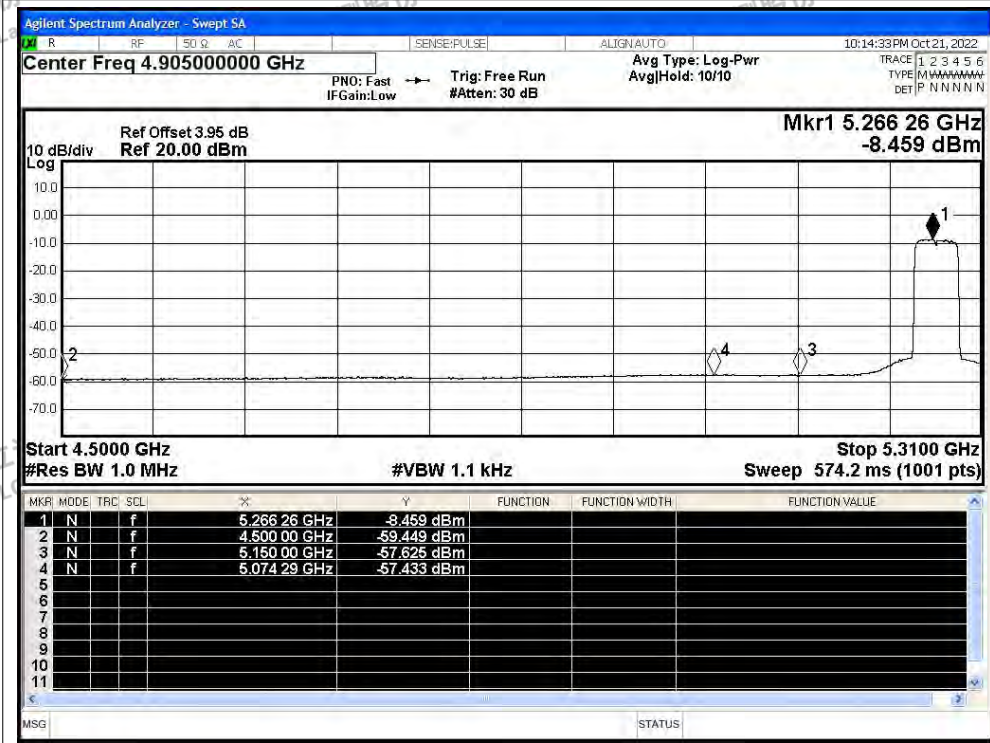 Agilent Spectrum Analyzer - Swept SA
R RF 50 Ω AC SENSE:PULSE ALIGNAUTO 10:14:33 PM Oct 21, 2022
Center Freq 4.905000000 GHz
PNO: Fast
IFGain:Low
Trig: Free Run
#Atten: 30 dB
Avg Type: Log-Pwr
Avg|Hold: 10/10
TRACE 1 2 3 4 5 6
TYPE M
DET P N N N N N
Mkr1 5.266 26 GHz
-8.459 dBm
Ref Offset 3.95 dB
10 dB/div Ref 20.00 dBm
Log
10.0
0.00
-10.0
-20.0
-30.0
-40.0
-50.0
-60.0
-70.0
1
2
4
3
Start 4.5000 GHz Stop 5.3100 GHz
#Res BW 1.0 MHz #VBW 1.1 kHz Sweep 574.2 ms (1001 pts)
MKR MODE TRC SCL X Y FUNCTION FUNCTION WIDTH FUNCTION VALUE
1 N f 5.266 26 GHz -8.459 dBm
2 N f 4.500 00 GHz -59.449 dBm
3 N f 5.150 00 GHz -57.625 dBm
4 N f 5.074 29 GHz -57.433 dBm
5
6
7
8
9
10
11
MSG STATUS